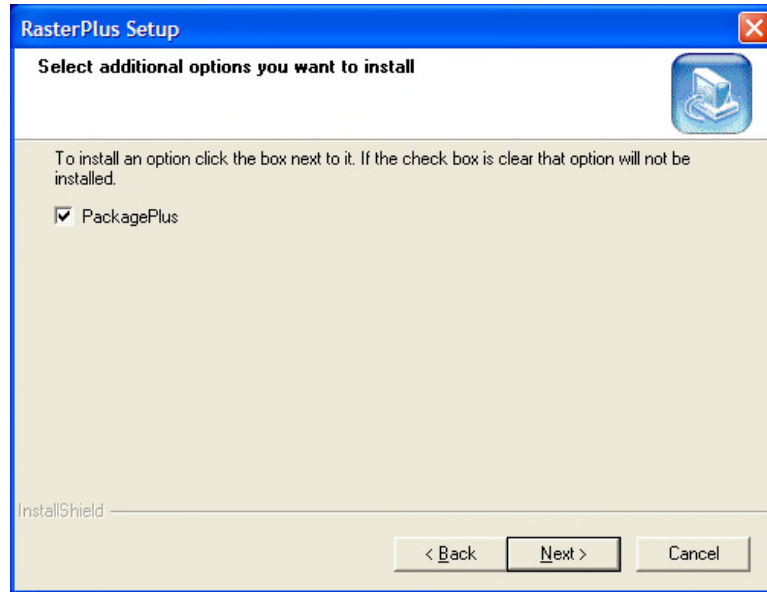 RasterPlus Setup
Select additional options you want to install
To install an option click the box next to it. If the check box is clear that option will not be
installed.
PackagePlus
InstallShield
< Back Next > Cancel